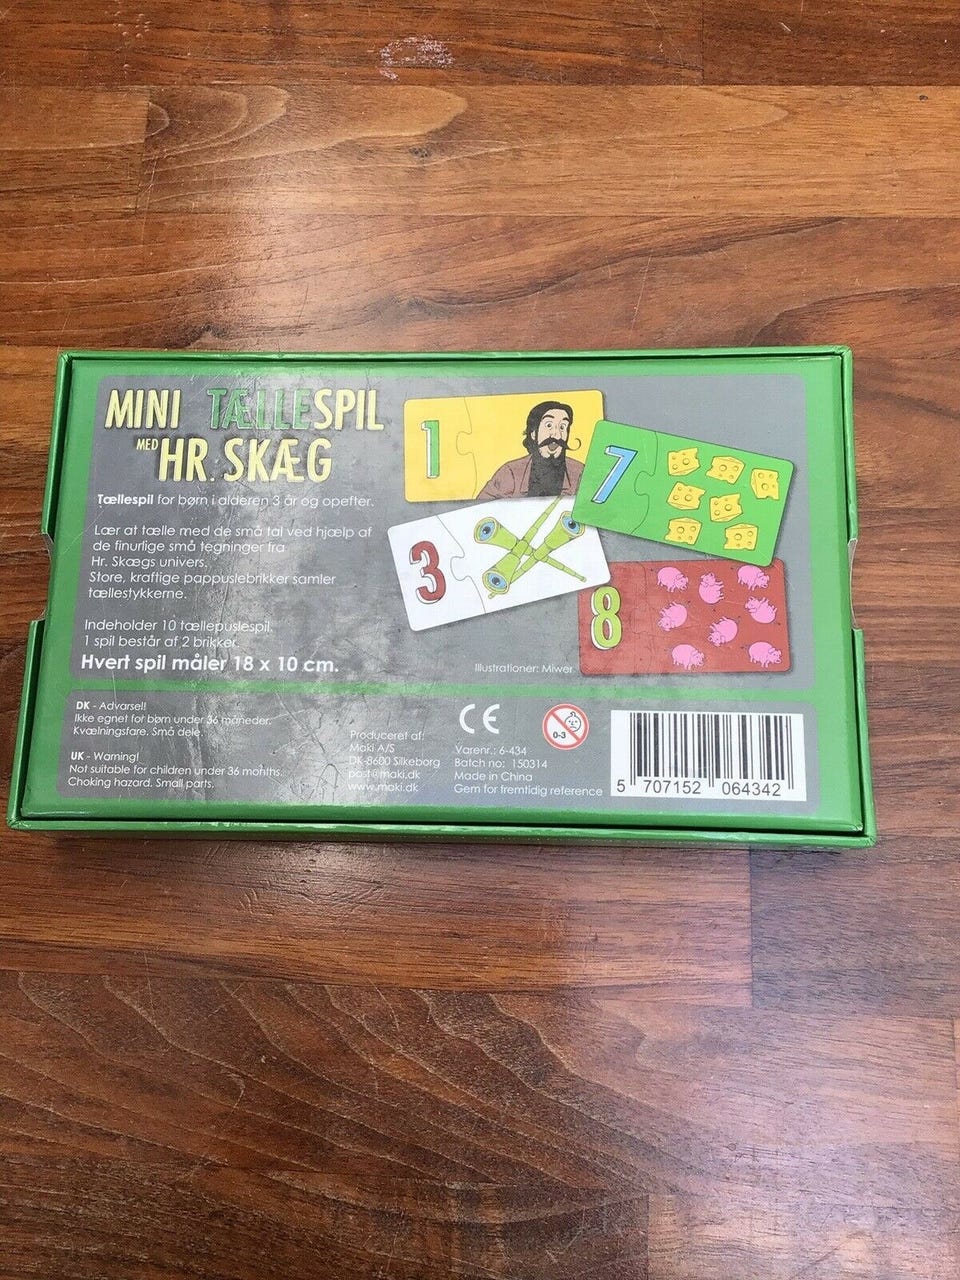 MINI TÆLLESPIL
MED HR. SKÆG
Tællespil for børn i alderen 3 år og opefter.
Lær at tælle med de små tal ved hjælp af
de finurlige små tegninger fra
Hr. Skægs univers.
Store, kraftige pappuslebrikker samler
tællestykkerne.
Indeholder 10 tællepuslespil.
1 spil består af 2 brikker.
Hvert spil måler 18 x 10 cm.
1
7
3
8
Illustrationer: Miwer
DK - Advarsel!
Ikke egnet for børn under 36 måneder.
Kvælningsfare. Små dele.
UK - Warning!
Not suitable for children under 36 months.
Choking hazard. Small parts.
Produceret af:
Maki A/S
DK-8600 Silkeborg
post@maki.dk
www.maki.dk
CE
0-3
Varenr.: 6-434
Batch no: 150314
Made in China
Gem for fremtidig reference
5 707152 064342